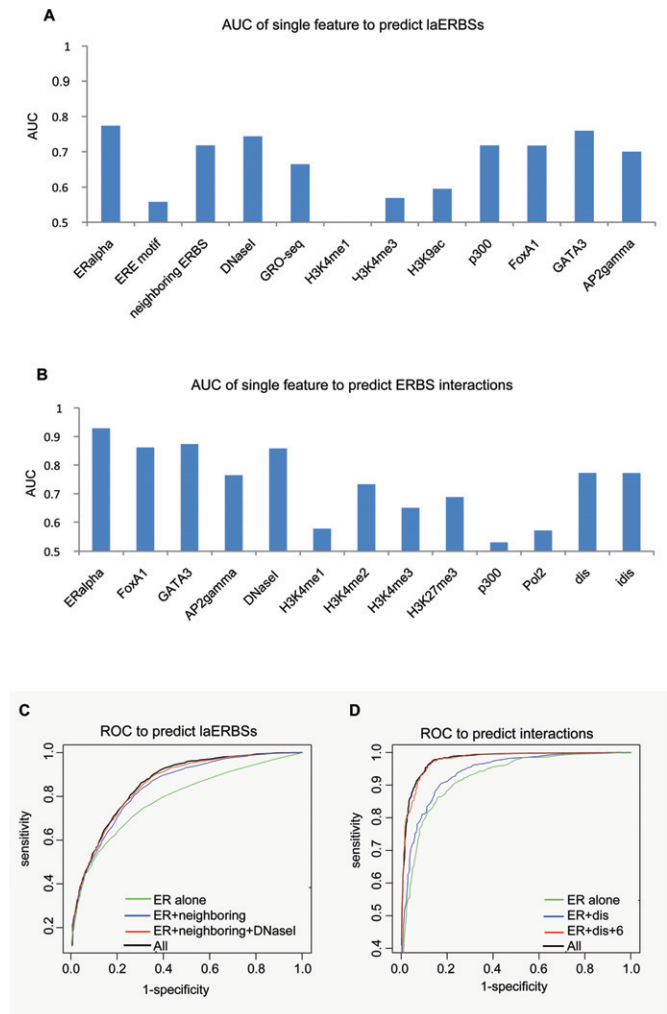 A
AUC of single feature to predict laERBSs
AUC
1
0.9
0.8
0.7
0.6
0.5
ERalpha
ERE motif
neighboring ERBS
DNaseI
GRO-seq
H3K4me1
H3K4me3
H3K9ac
p300
FoxA1
GATA3
AP2gamma
B
AUC of single feature to predict ERBS interactions
AUC
1
0.9
0.8
0.7
0.6
0.5
ERalpha
FoxA1
GATA3
AP2gamma
DNaseI
H3K4me1
H3K4me2
H3K4me3
H3K27me3
p300
Pol2
dis
idis
C
ROC to predict laERBSs
sensitivity
1.0
0.8
0.6
0.4
0.2
ER alone
ER+neighboring
ER+neighboring+DNaseI
All
0.0 0.2 0.4 0.6 0.8 1.0
1-specificity
D
ROC to predict interactions
sensitivity
1.0
0.9
0.8
0.7
0.6
0.5
0.4
ER alone
ER+dis
ER+dis+6
All
0.0 0.2 0.4 0.6 0.8 1.0
1-specificity